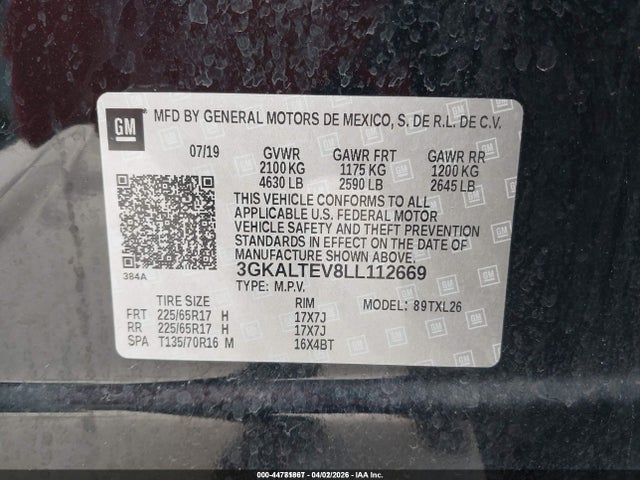 GM MFD BY GENERAL MOTORS DE MEXICO, S. DE R.L. DE C.V.
07/19 GVWR GAWR FRT GAWR RR
2100 KG 1175 KG 1200 KG
4630 LB 2590 LB 2645 LB
THIS VEHICLE CONFORMS TO ALL
APPLICABLE U.S. FEDERAL MOTOR
VEHICLE SAFETY AND THEFT PREVENTION
STANDARDS IN EFFECT ON THE DATE OF
MANUFACTURE SHOWN ABOVE.
384A
3GKALTEV8LL112669
TYPE: M.P.V.
TIRE SIZE RIM MODEL: 89TXL26
FRT 225/65R17 H 17X7J
RR 225/65R17 H 17X7J
SPA T135/70R16 M 16X4BT
000-44781867 04/02/2026 IAA Inc.